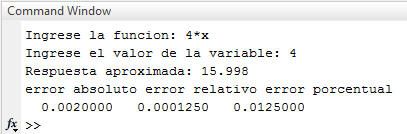 Command Window
Ingrese la funcion: 4*x
Ingrese el valor de la variable: 4
Respuesta aproximada: 15.998
error absoluto error relativo error porcentual
0.0020000 0.0001250 0.0125000
fx >>